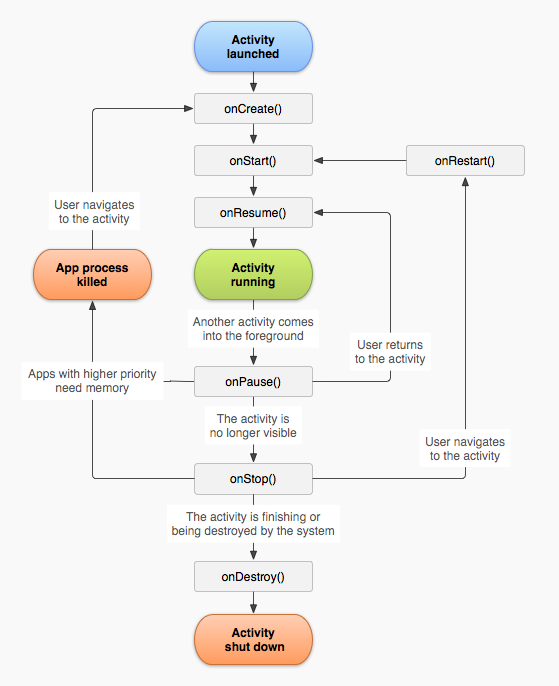 Activity
launched
onCreate()
onStart()
onRestart()
User navigates
to the activity
onResume()
App process
killed
Activity
running
Another activity comes
into the foreground
User returns
to the activity
Apps with higher priority
need memory
onPause()
The activity is
no longer visible
User navigates
to the activity
onStop()
The activity is finishing or
being destroyed by the system
onDestroy()
Activity
shut down